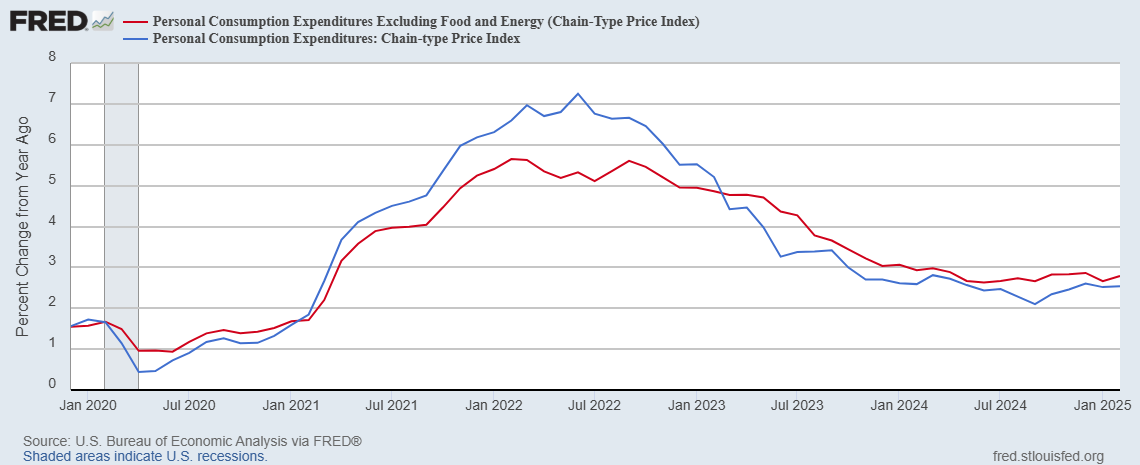 FRED
Personal Consumption Expenditures Excluding Food and Energy (Chain-Type Price Index)
Personal Consumption Expenditures: Chain-type Price Index
Percent Change from Year Ago
8
7
6
5
4
3
2
1
0
Jan 2020 Jul 2020 Jan 2021 Jul 2021 Jan 2022 Jul 2022 Jan 2023 Jul 2023 Jan 2024 Jul 2024 Jan 2025
Source: U.S. Bureau of Economic Analysis via FRED®
Shaded areas indicate U.S. recessions.
fred.stlouisfed.org